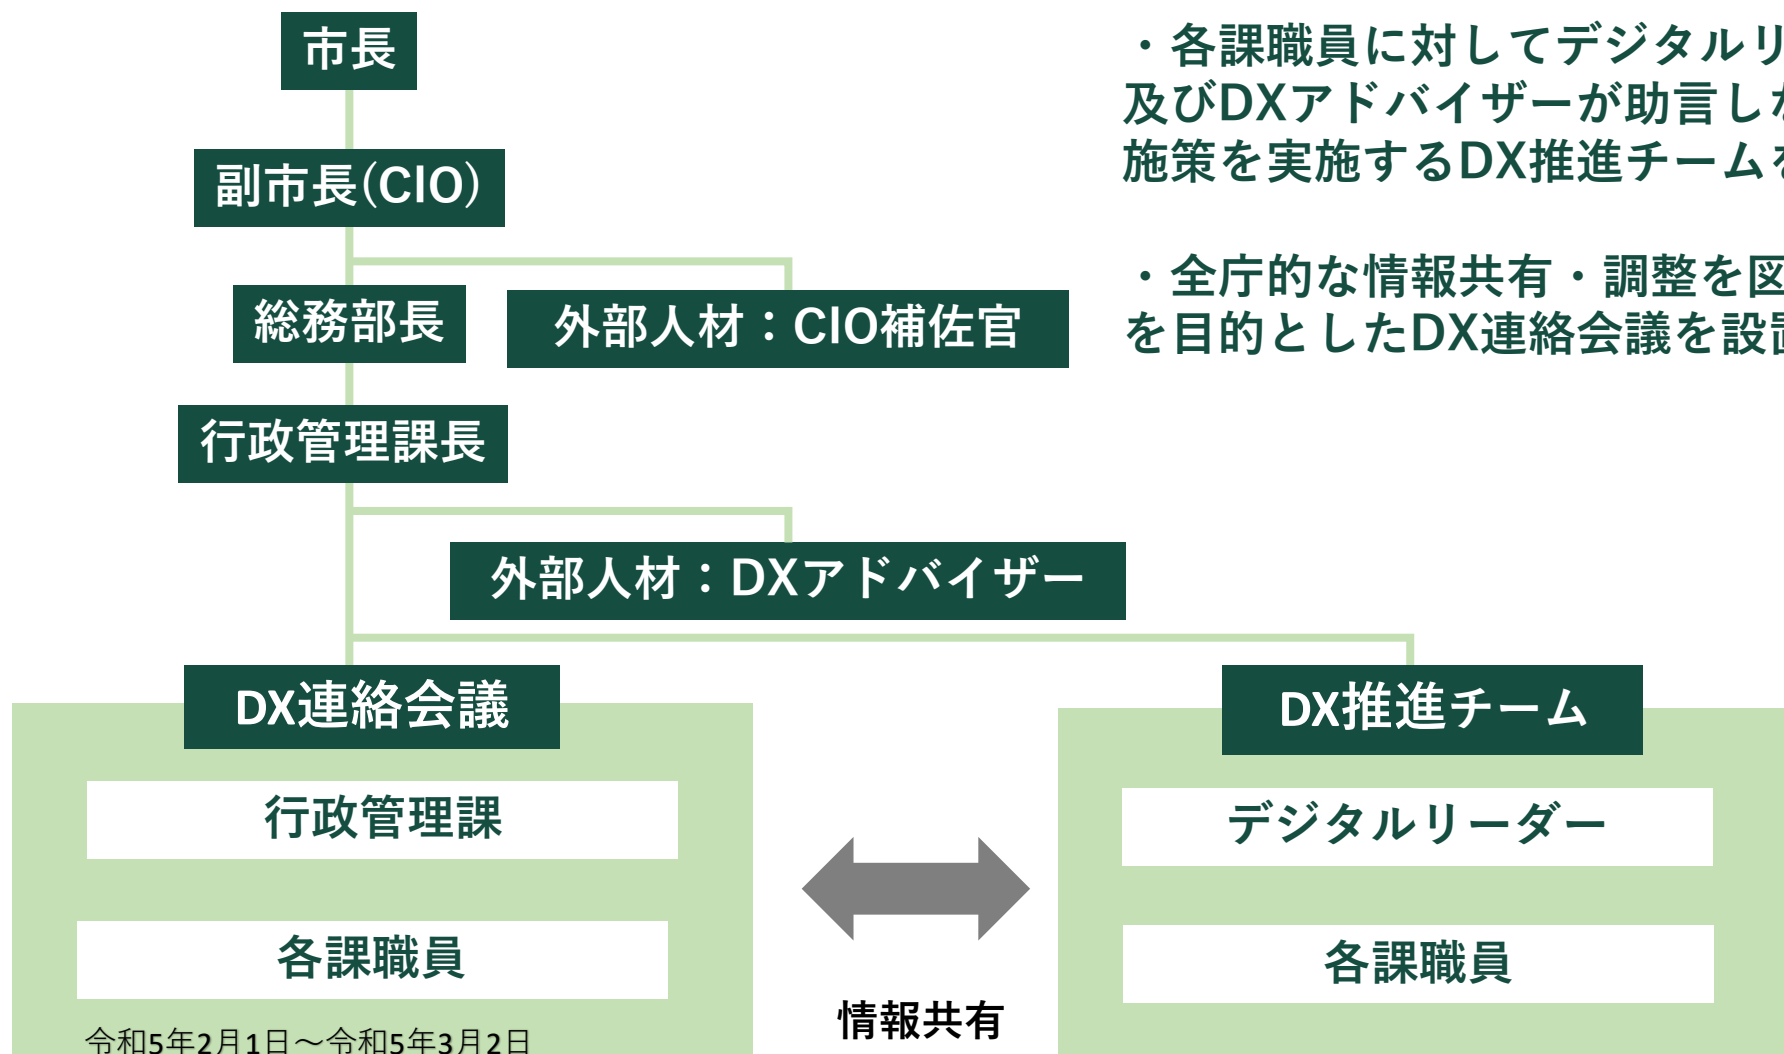 市長
副市長(CIO)
総務部長
外部人材：CIO補佐官
行政管理課長
外部人材：DXアドバイザー
・各課職員に対してデジタルリ
及びDXアドバイザーが助言しな
施策を実施するDX推進チームを
・全庁的な情報共有・調整を図
を目的としたDX連絡会議を設置
DX連絡会議
行政管理課
各課職員
令和5年2月1日～令和5年3月2日
情報共有
DX推進チーム
デジタルリーダー
各課職員